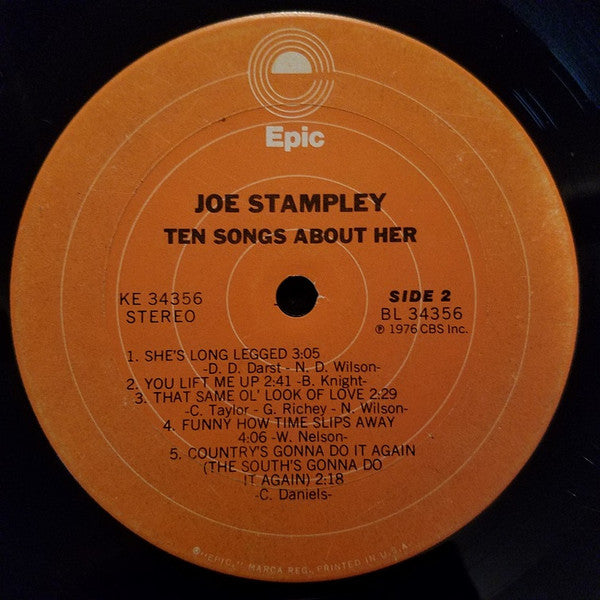 Epic
JOE STAMPLEY
TEN SONGS ABOUT HER
KE 34356
STEREO
SIDE 2
BL 34356
℗ 1976 CBS Inc.
1. SHE'S LONG LEGGED 3:05
-D. D. Darst - N. D. Wilson-
2. YOU LIFT ME UP 2:41 -B. Knight-
3. THAT SAME OL' LOOK OF LOVE 2:29
-C. Taylor - G. Richey - N. Wilson-
4. FUNNY HOW TIME SLIPS AWAY
4:06 -W. Nelson-
5. COUNTRY'S GONNA DO IT AGAIN
(THE SOUTH'S GONNA DO
IT AGAIN) 2:18
-C. Daniels-
®"EPIC," MARCA REG. PRINTED IN U.S.A.